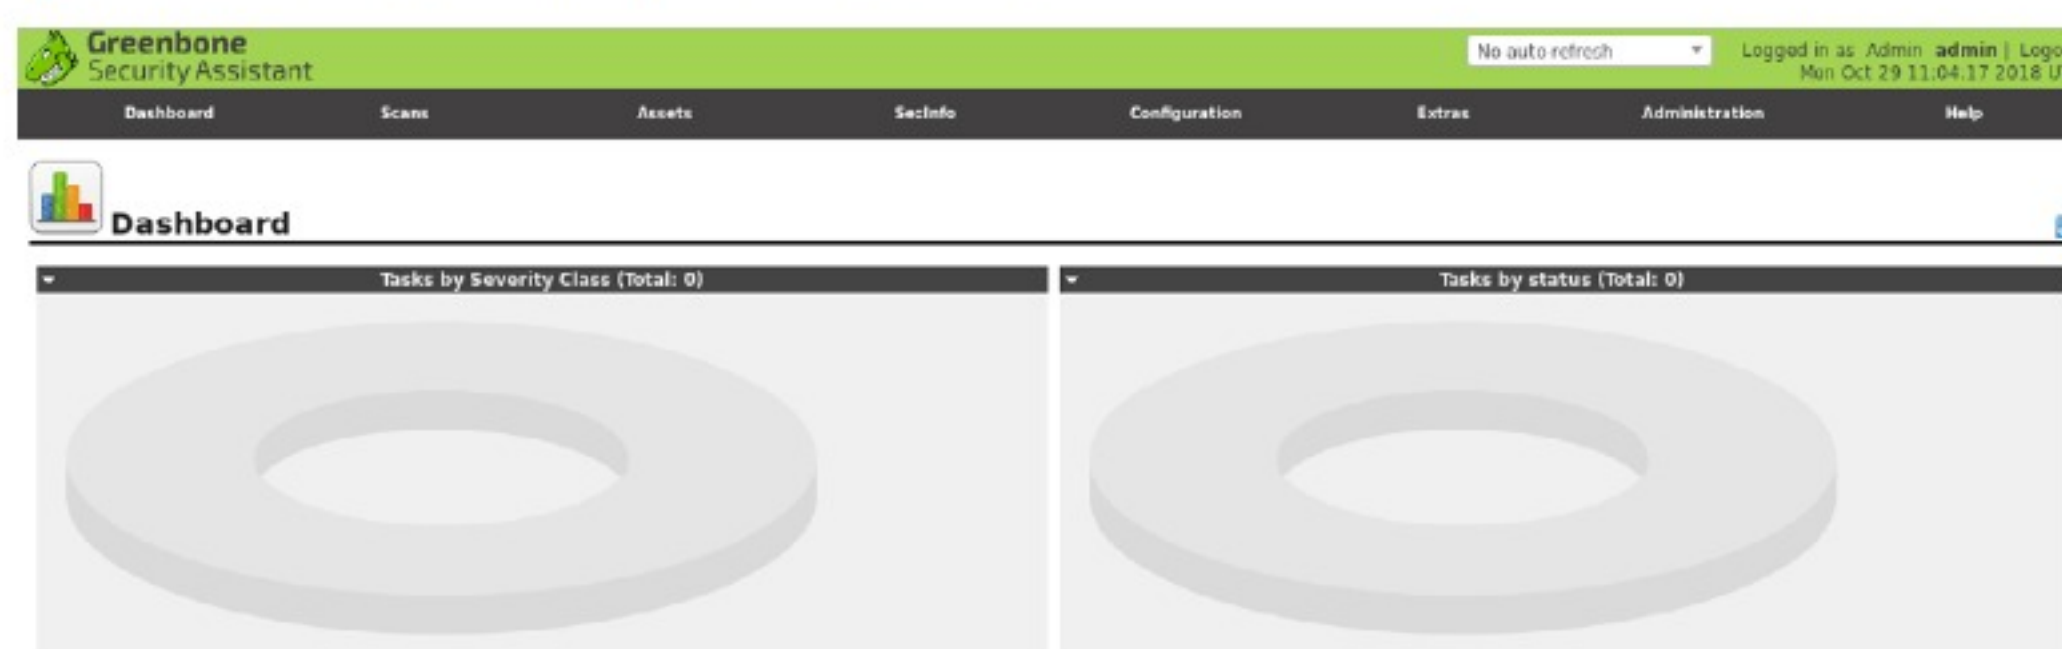 Greenbone
Security Assistant
No auto-refresh
Logged in as Admin admin | Logo
Mon Oct 29 11:04:17 2018 U
Dashboard Scans Assets SecInfo Configuration Extras Administration Help
Dashboard
Tasks by Severity Class (Total: 0)
Tasks by status (Total: 0)